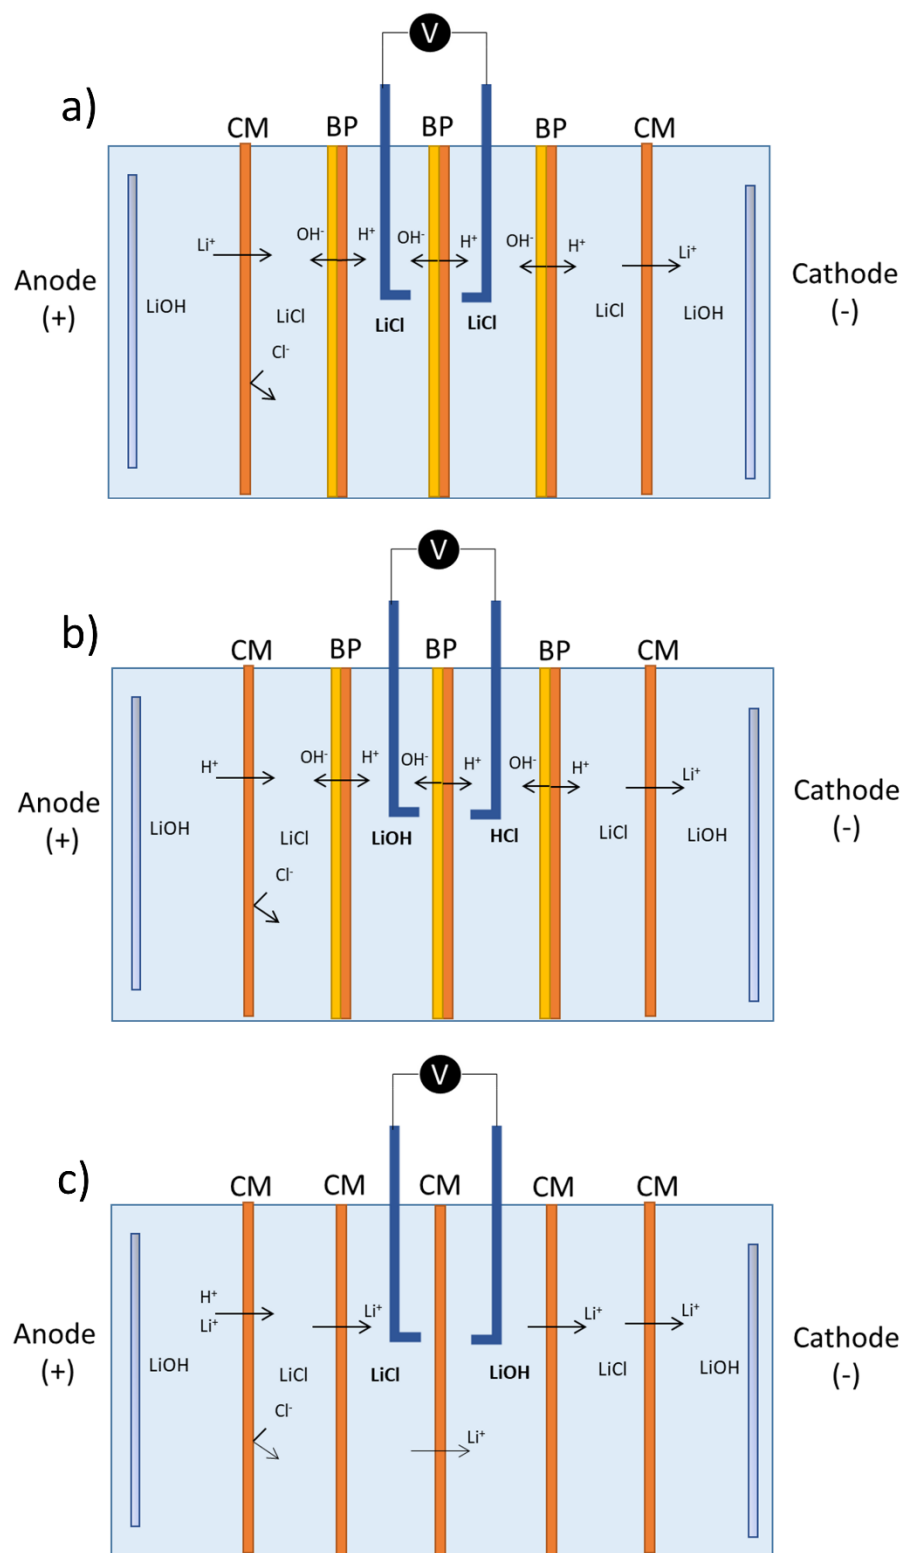 V
a)
CM BP BP BP CM
Li⁺ OH⁻ H⁺ OH⁻ H⁺ OH⁻ H⁺ Li⁺
Anode
(+)
LiOH LiCl LiCl LiCl LiCl LiOH
Cathode
(-)
Cl⁻
V
b)
CM BP BP BP CM
H⁺ OH⁻ H⁺ OH⁻ H⁺ OH⁻ H⁺ Li⁺
Anode
(+)
LiOH LiCl LiOH HCl LiCl LiOH
Cathode
(-)
Cl⁻
V
c)
CM CM CM CM CM
H⁺
Li⁺ Li⁺ Li⁺ Li⁺
Anode
(+)
LiOH LiCl LiCl LiOH LiCl LiOH
Cathode
(-)
Cl⁻
Li⁺